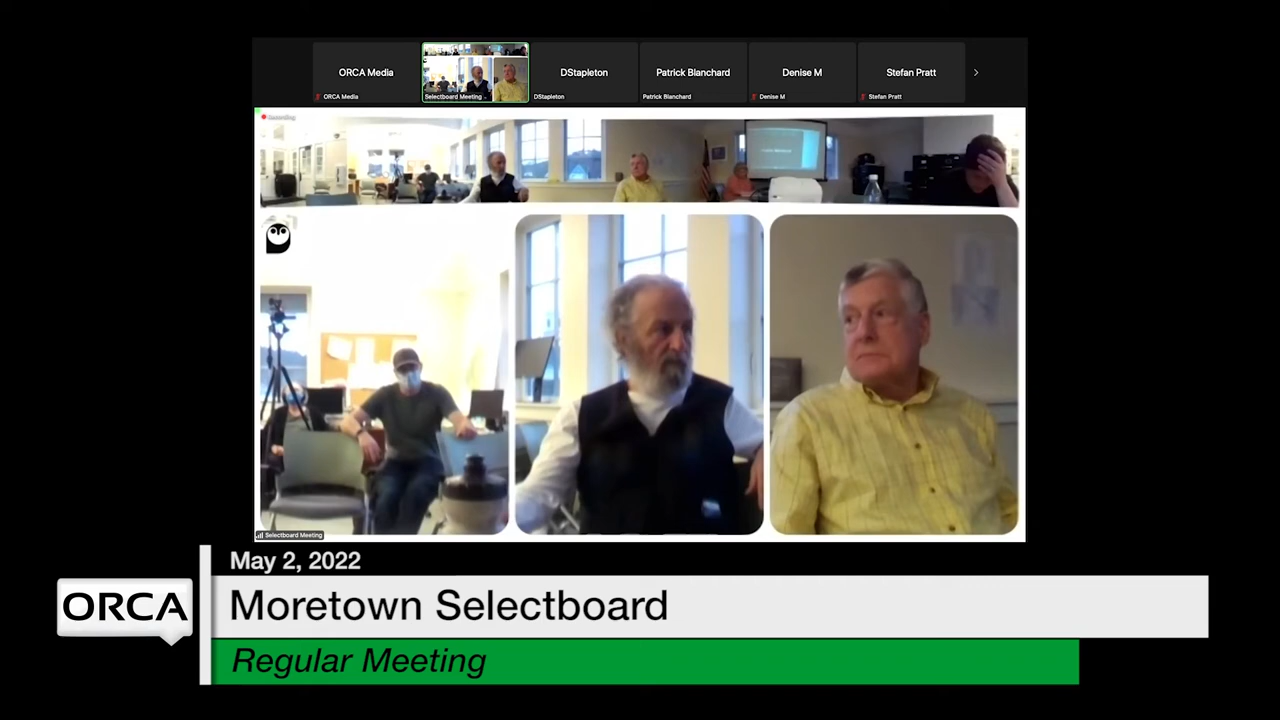 ORCA Media
DStapleton
Patrick Blanchard
Denise M
Stefan Pratt
ORCA Media
Selectboard Meeting
DStapleton
Patrick Blanchard
Denise M
Stefan Pratt
Recording
Selectboard Meeting
May 2, 2022
ORCA
Moretown Selectboard
Regular Meeting